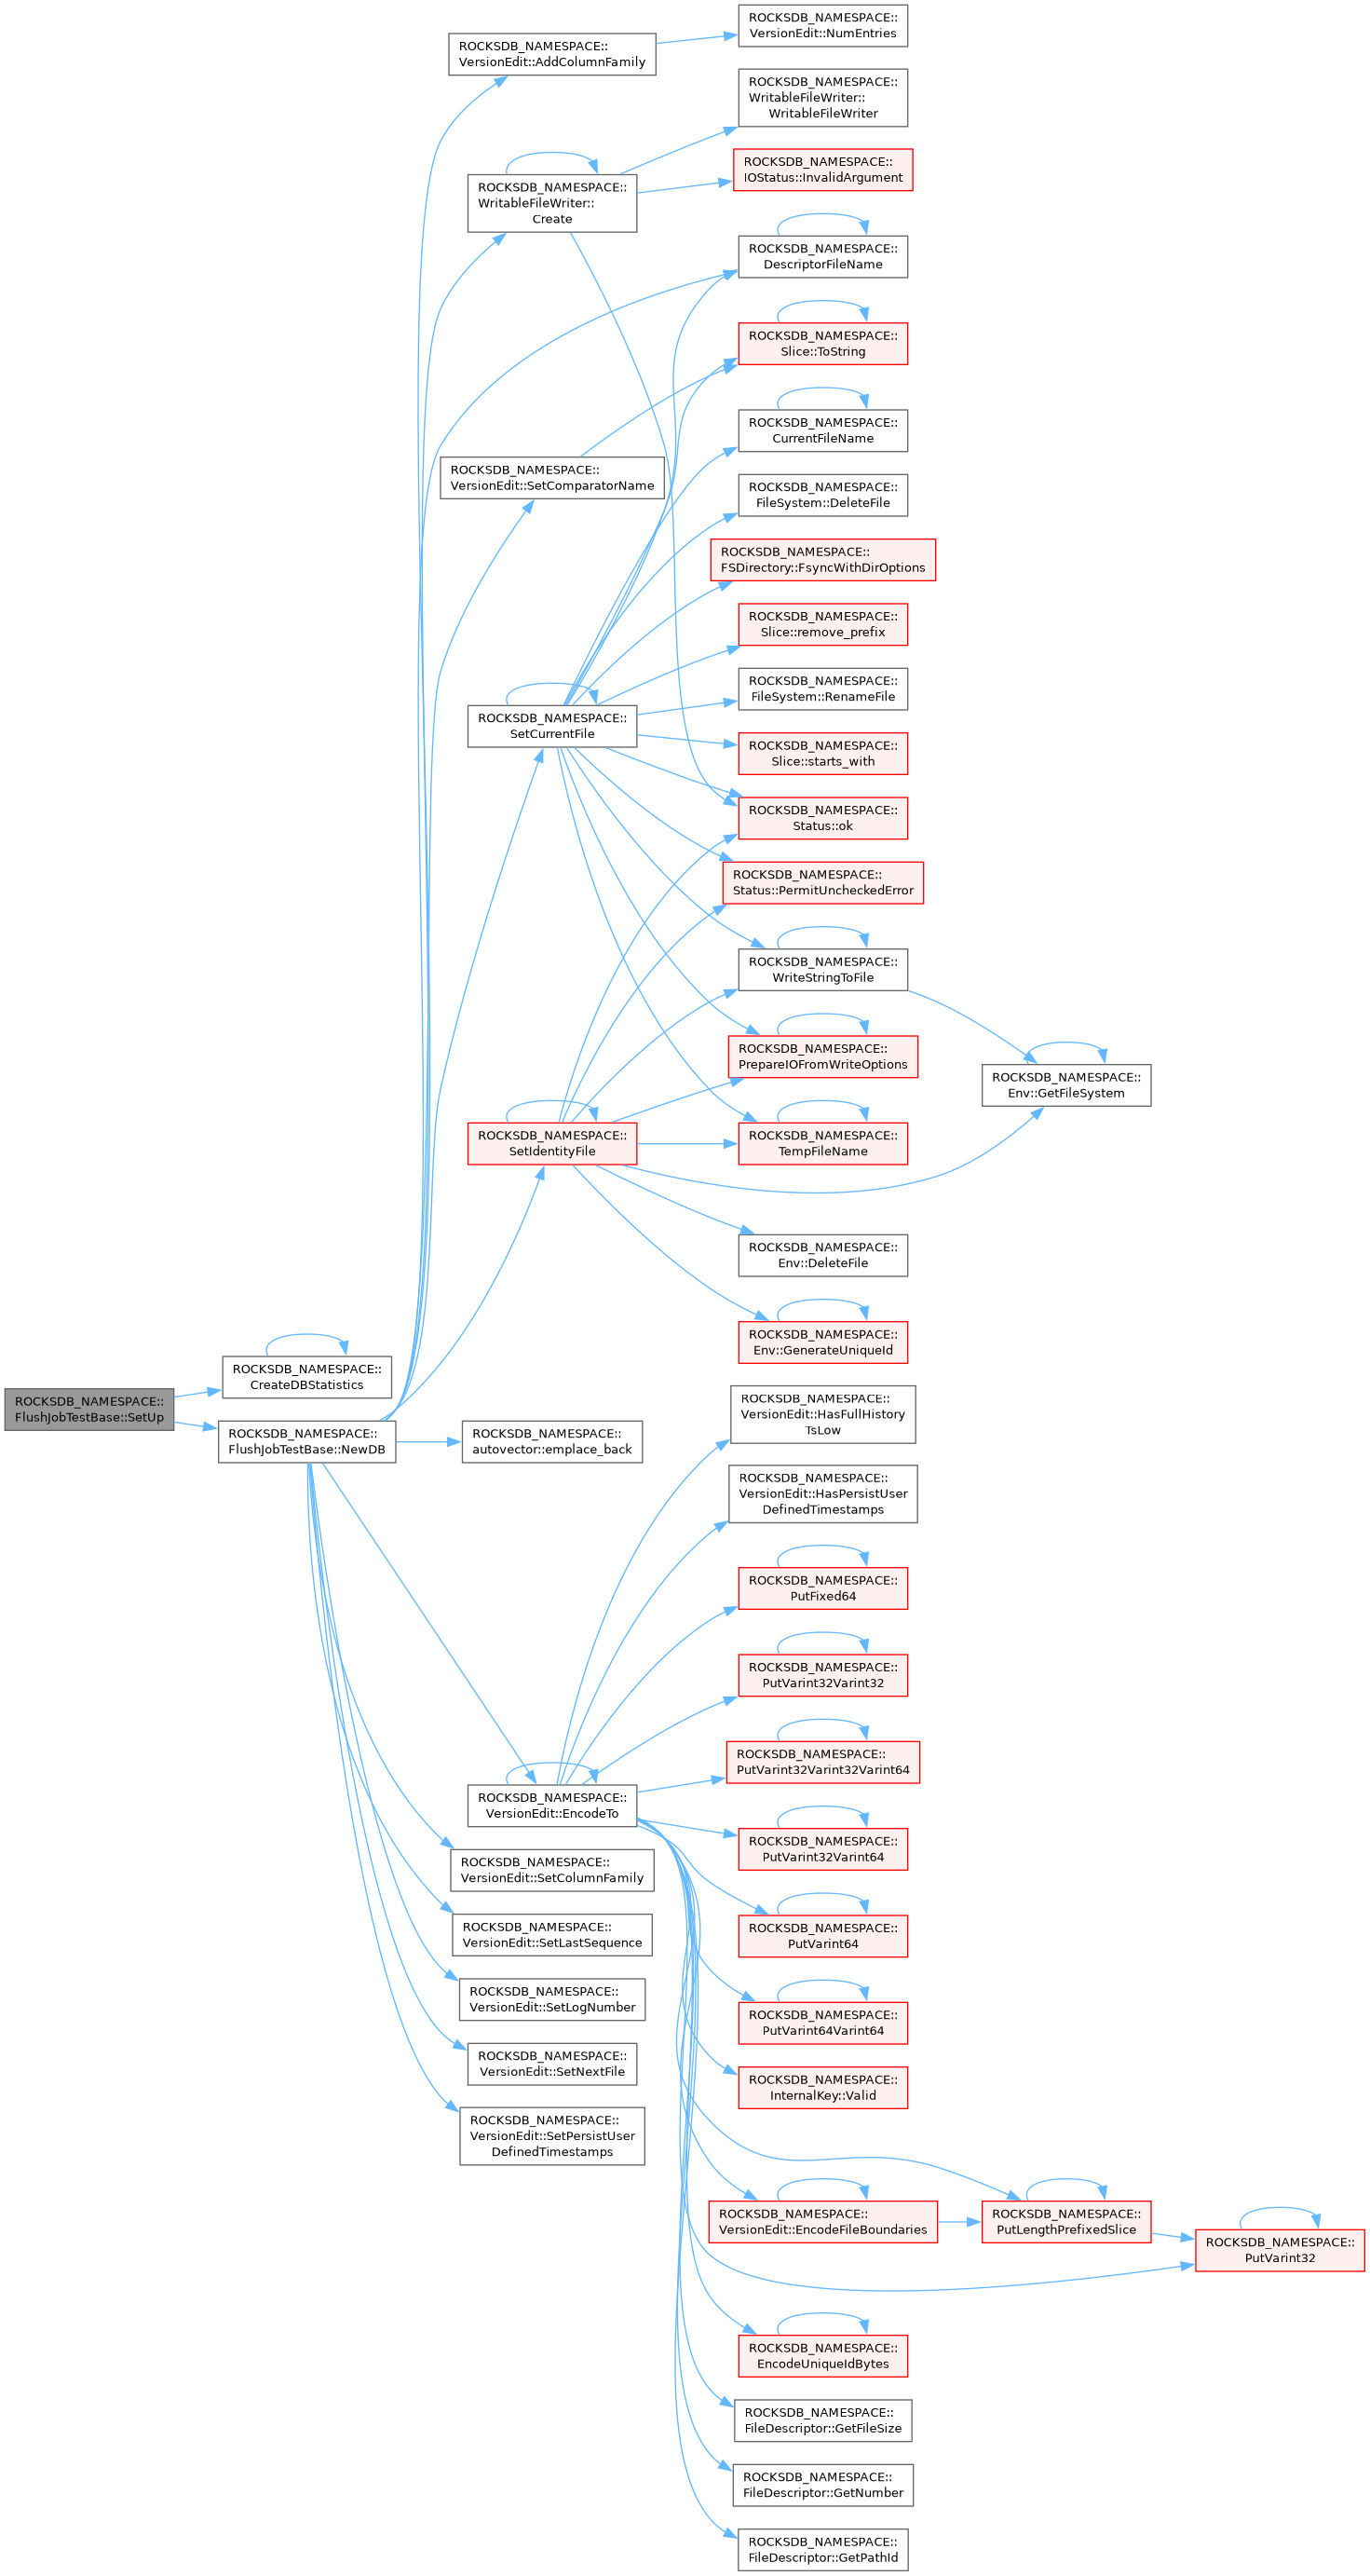 ROCKSDB_NAMESPACE::
FlushJobTestBase::SetUp
ROCKSDB_NAMESPACE::
CreateDBStatistics
ROCKSDB_NAMESPACE::
FlushJobTestBase::NewDB
ROCKSDB_NAMESPACE::
VersionEdit::AddColumnFamily
ROCKSDB_NAMESPACE::
WritableFileWriter::
Create
ROCKSDB_NAMESPACE::
VersionEdit::SetComparatorName
ROCKSDB_NAMESPACE::
SetCurrentFile
ROCKSDB_NAMESPACE::
SetIdentityFile
ROCKSDB_NAMESPACE::
autovector::emplace_back
ROCKSDB_NAMESPACE::
VersionEdit::EncodeTo
ROCKSDB_NAMESPACE::
VersionEdit::SetColumnFamily
ROCKSDB_NAMESPACE::
VersionEdit::SetLastSequence
ROCKSDB_NAMESPACE::
VersionEdit::SetLogNumber
ROCKSDB_NAMESPACE::
VersionEdit::SetNextFile
ROCKSDB_NAMESPACE::
VersionEdit::SetPersistUser
DefinedTimestamps
ROCKSDB_NAMESPACE::
VersionEdit::NumEntries
ROCKSDB_NAMESPACE::
WritableFileWriter::
WritableFileWriter
ROCKSDB_NAMESPACE::
IOStatus::InvalidArgument
ROCKSDB_NAMESPACE::
DescriptorFileName
ROCKSDB_NAMESPACE::
Slice::ToString
ROCKSDB_NAMESPACE::
CurrentFileName
ROCKSDB_NAMESPACE::
FileSystem::DeleteFile
ROCKSDB_NAMESPACE::
FSDirectory::FsyncWithDirOptions
ROCKSDB_NAMESPACE::
Slice::remove_prefix
ROCKSDB_NAMESPACE::
FileSystem::RenameFile
ROCKSDB_NAMESPACE::
Slice::starts_with
ROCKSDB_NAMESPACE::
Status::ok
ROCKSDB_NAMESPACE::
Status::PermitUncheckedError
ROCKSDB_NAMESPACE::
WriteStringToFile
ROCKSDB_NAMESPACE::
PrepareIOFromWriteOptions
ROCKSDB_NAMESPACE::
TempFileName
ROCKSDB_NAMESPACE::
Env::DeleteFile
ROCKSDB_NAMESPACE::
Env::GenerateUniqueId
ROCKSDB_NAMESPACE::
VersionEdit::HasFullHistory
TsLow
ROCKSDB_NAMESPACE::
VersionEdit::HasPersistUser
DefinedTimestamps
ROCKSDB_NAMESPACE::
PutFixed64
ROCKSDB_NAMESPACE::
PutVarint32Varint32
ROCKSDB_NAMESPACE::
PutVarint32Varint32Varint64
ROCKSDB_NAMESPACE::
PutVarint32Varint64
ROCKSDB_NAMESPACE::
PutVarint64
ROCKSDB_NAMESPACE::
PutVarint64Varint64
ROCKSDB_NAMESPACE::
InternalKey::Valid
ROCKSDB_NAMESPACE::
VersionEdit::EncodeFileBoundaries
ROCKSDB_NAMESPACE::
EncodeUniqueIdBytes
ROCKSDB_NAMESPACE::
FileDescriptor::GetFileSize
ROCKSDB_NAMESPACE::
FileDescriptor::GetNumber
ROCKSDB_NAMESPACE::
FileDescriptor::GetPathId
ROCKSDB_NAMESPACE::
Env::GetFileSystem
ROCKSDB_NAMESPACE::
PutLengthPrefixedSlice
ROCKSDB_NAMESPACE::
PutVarint32